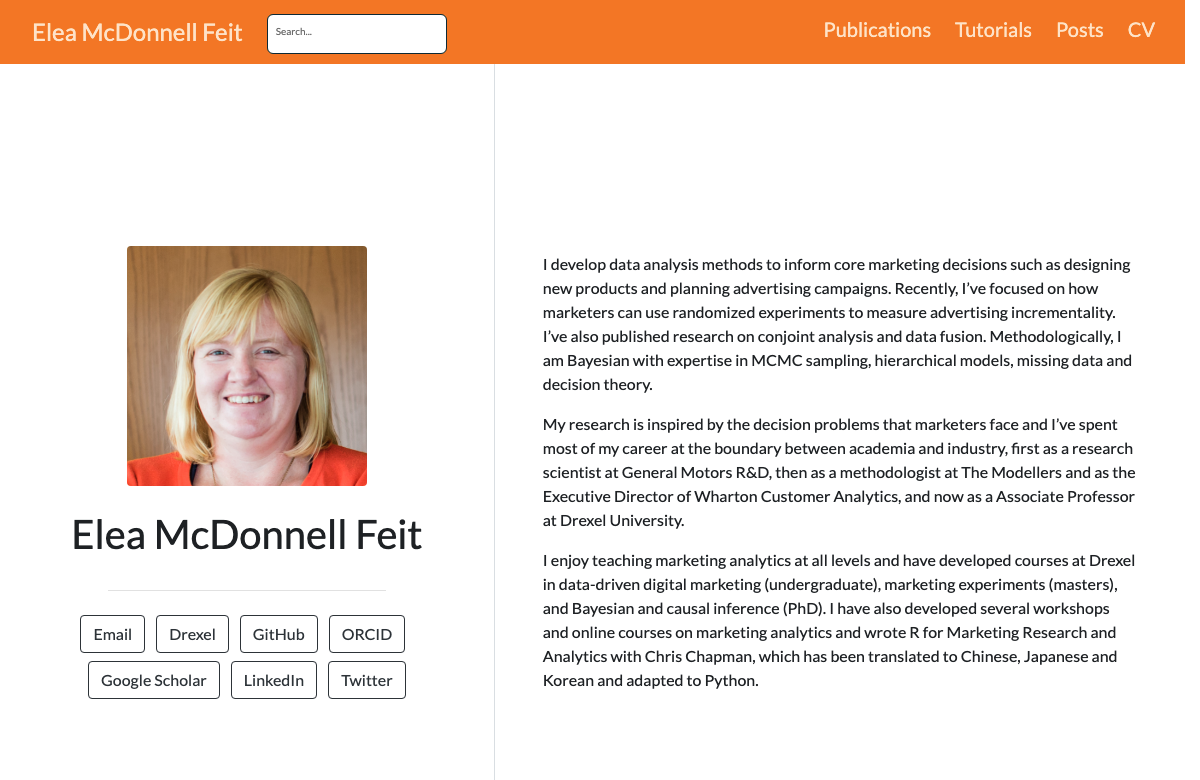 Elea McDonnell Feit
Search...
Publications Tutorials Posts CV
Elea McDonnell Feit
Email Drexel GitHub ORCID
Google Scholar LinkedIn Twitter
I develop data analysis methods to inform core marketing decisions such as designing
new products and planning advertising campaigns. Recently, I’ve focused on how
marketers can use randomized experiments to measure advertising incrementality.
I’ve also published research on conjoint analysis and data fusion. Methodologically, I
am Bayesian with expertise in MCMC sampling, hierarchical models, missing data and
decision theory.
My research is inspired by the decision problems that marketers face and I’ve spent
most of my career at the boundary between academia and industry, first as a research
scientist at General Motors R&D, then as a methodologist at The Modellers and as the
Executive Director of Wharton Customer Analytics, and now as a Associate Professor
at Drexel University.
I enjoy teaching marketing analytics at all levels and have developed courses at Drexel
in data-driven digital marketing (undergraduate), marketing experiments (masters),
and Bayesian and causal inference (PhD). I have also developed several workshops
and online courses on marketing analytics and wrote R for Marketing Research and
Analytics with Chris Chapman, which has been translated to Chinese, Japanese and
Korean and adapted to Python.